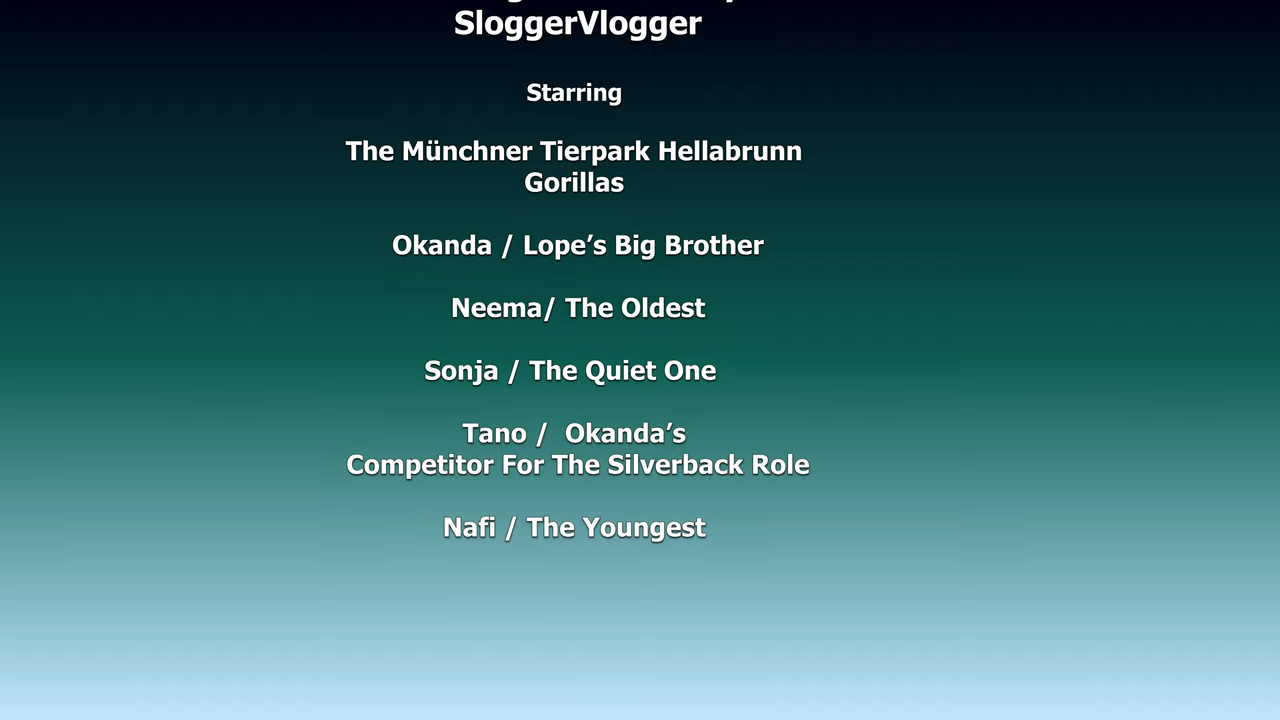 SloggerVlogger
Starring
The Münchner Tierpark Hellabrunn
Gorillas
Okanda / Lope’s Big Brother
Neema/ The Oldest
Sonja / The Quiet One
Tano /  Okanda’s
Competitor For The Silverback Role
Nafi / The Youngest